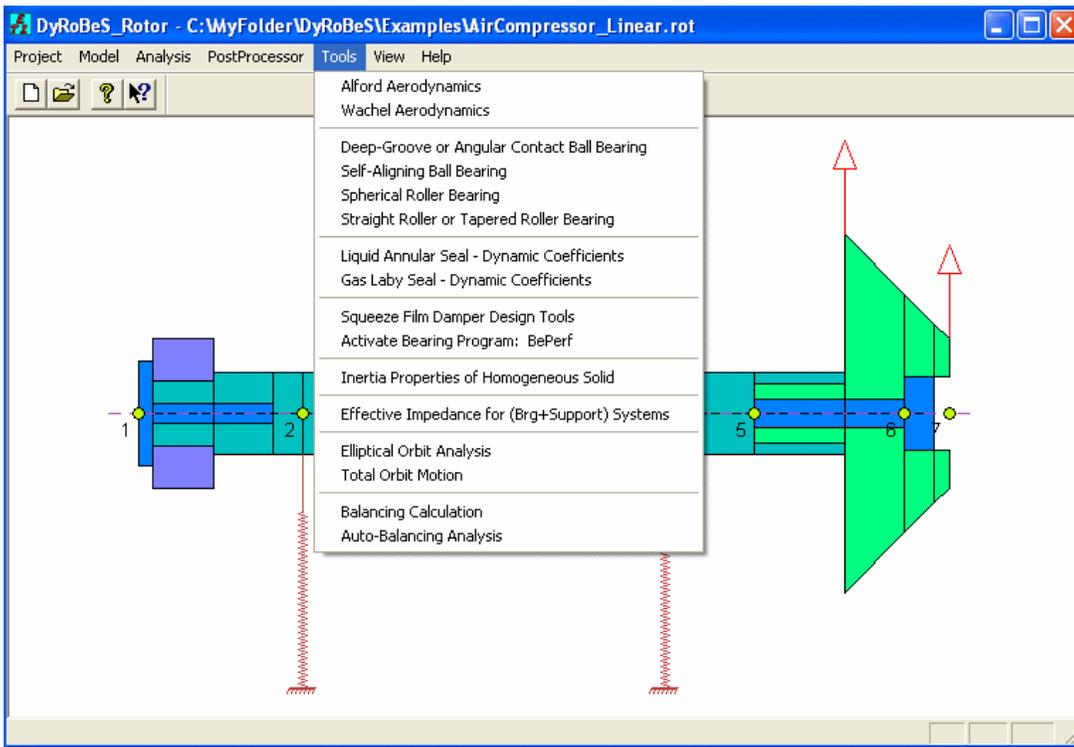 DyRoBeS_Rotor - C:\MyFolder\DyRoBeS\Examples\AirCompressor_Linear.rot
Project Model Analysis PostProcessor Tools View Help
Alford Aerodynamics
Wachel Aerodynamics
Deep-Groove or Angular Contact Ball Bearing
Self-Aligning Ball Bearing
Spherical Roller Bearing
Straight Roller or Tapered Roller Bearing
Liquid Annular Seal - Dynamic Coefficients
Gas Laby Seal - Dynamic Coefficients
Squeeze Film Damper Design Tools
Activate Bearing Program: BePerf
Inertia Properties of Homogeneous Solid
Effective Impedance for (Brg+Support) Systems
Elliptical Orbit Analysis
Total Orbit Motion
Balancing Calculation
Auto-Balancing Analysis
1 2 5 6 7